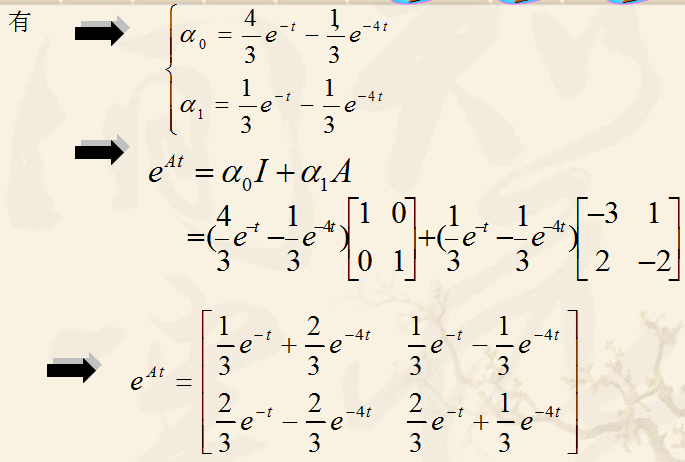 有
α₀ = 4/3 e^{-t} - 1/3 e^{-4t}
α₁ = 1/3 e^{-t} - 1/3 e^{-4t}
e^{At} = α₀I + α₁A
=(4/3 e^{-t} - 1/3 e^{-4t})[1 0; 0 1]+(1/3 e^{-t} - 1/3 e^{-4t})[-3 1; 2 -2]
e^{At} = [1/3 e^{-t} + 2/3 e^{-4t} 1/3 e^{-t} - 1/3 e^{-4t}; 2/3 e^{-t} - 2/3 e^{-4t} 2/3 e^{-t} + 1/3 e^{-4t}]